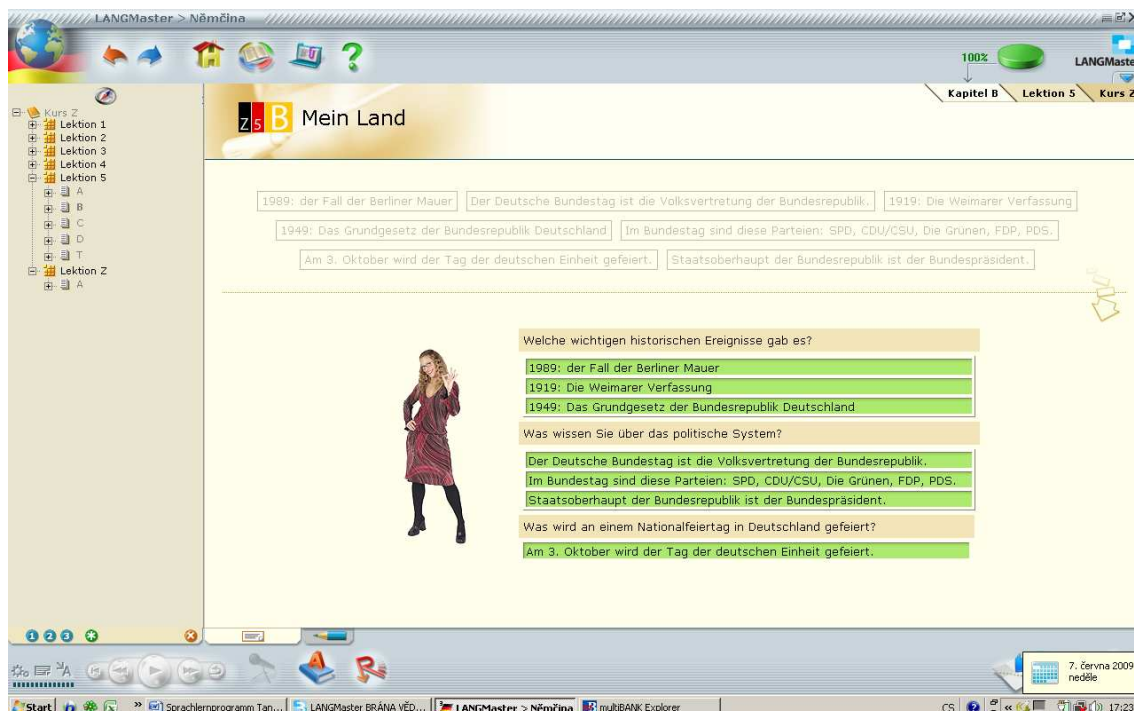 LANGMaster > Němčina
100%
LANGMaste
Kapitel B Lektion 5 Kurs Z
Kurs Z
Lektion 1
Lektion 2
Lektion 3
Lektion 4
Lektion 5
A
B
C
D
T
Lektion Z
A
Z 5 B Mein Land
1989: der Fall der Berliner Mauer Der Deutsche Bundestag ist die Volksvertretung der Bundesrepublik. 1919: Die Weimarer Verfassung
1949: Das Grundgesetz der Bundesrepublik Deutschland Im Bundestag sind diese Parteien: SPD, CDU/CSU, Die Grünen, FDP, PDS.
Am 3. Oktober wird der Tag der deutschen Einheit gefeiert. Staatsoberhaupt der Bundesrepublik ist der Bundespräsident.
Welche wichtigen historischen Ereignisse gab es?
1989: der Fall der Berliner Mauer
1919: Die Weimarer Verfassung
1949: Das Grundgesetz der Bundesrepublik Deutschland
Was wissen Sie über das politische System?
Der Deutsche Bundestag ist die Volksvertretung der Bundesrepublik.
Im Bundestag sind diese Parteien: SPD, CDU/CSU, Die Grünen, FDP, PDS.
Staatsoberhaupt der Bundesrepublik ist der Bundespräsident.
Was wird an einem Nationalfeiertag in Deutschland gefeiert?
Am 3. Oktober wird der Tag der deutschen Einheit gefeiert.
1 2 3
7. června 2009
neděle
Start » Sprachlernprogramm Tan... LANGMaster BRÁNA VĚD... LANGMaster > Němčina multiBANK Explorer CS « 17:23